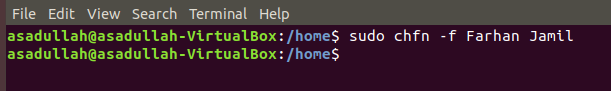 File Edit View Search Terminal Help
asadullah@asadullah-VirtualBox:/home$ sudo chfn -f Farhan Jamil
asadullah@asadullah-VirtualBox:/home$